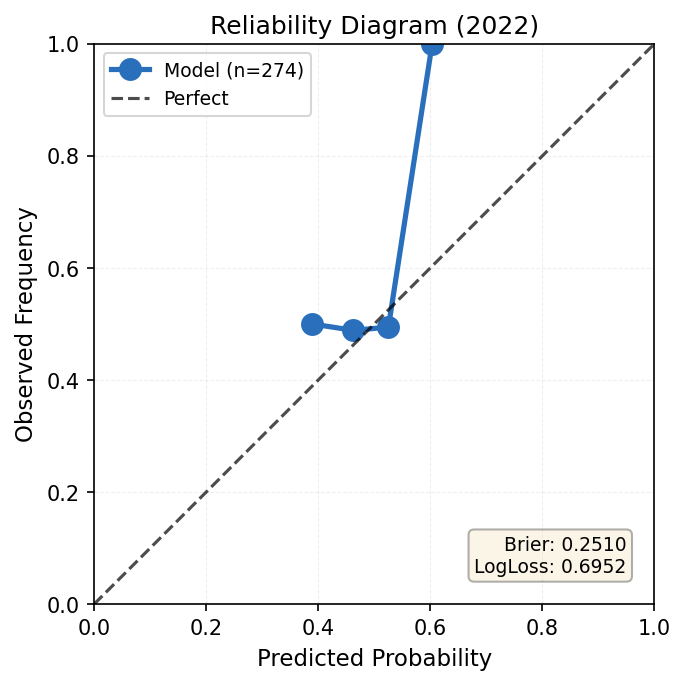 Reliability Diagram (2022)
Model (n=274)
Perfect
1.0
0.8
0.6
0.4
0.2
0.0
Observed Frequency
Brier: 0.2510
LogLoss: 0.6952
0.0 0.2 0.4 0.6 0.8 1.0
Predicted Probability